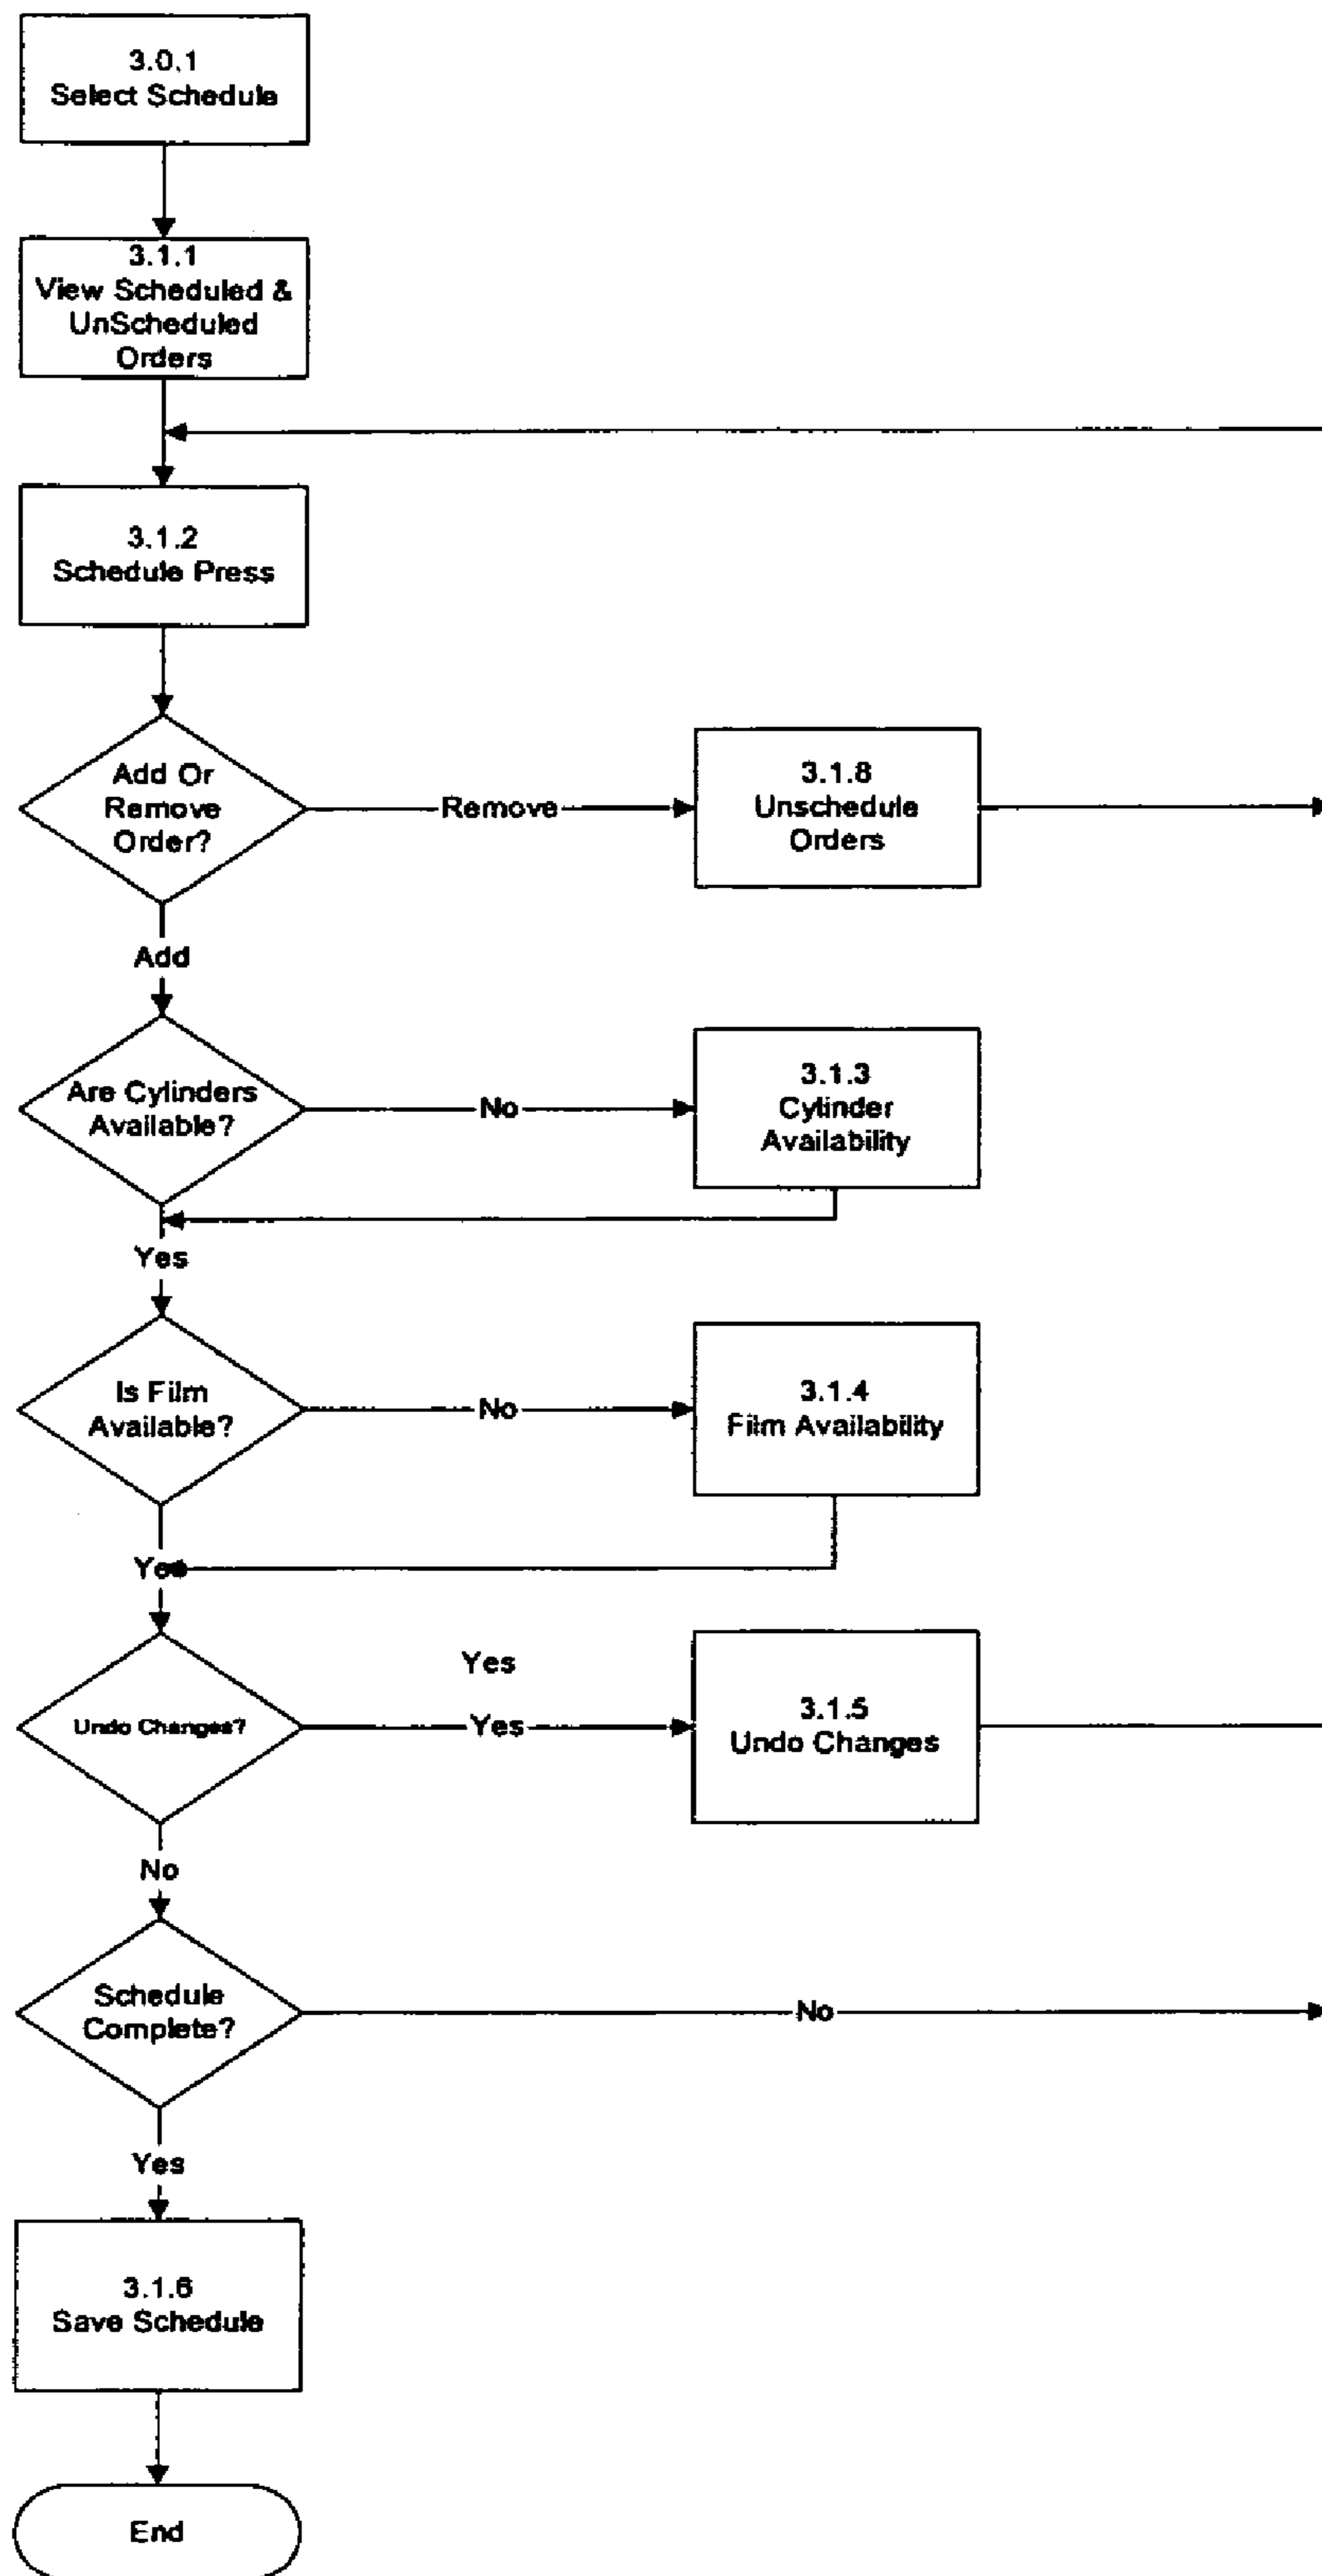 3.0.1
Select Schedule
3.1.1
View Scheduled &
UnScheduled
Orders
3.1.2
Schedule Press
Add Or
Remove
Order?
Remove
3.1.8
Unschedule
Orders
Add
Are Cylinders
Available?
No
3.1.3
Cylinder
Availability
Yes
Is Film
Available?
No
3.1.4
Film Availability
Yes
Undo Changes?
Yes
Yes
3.1.5
Undo Changes
No
Schedule
Complete?
No
Yes
3.1.6
Save Schedule
End